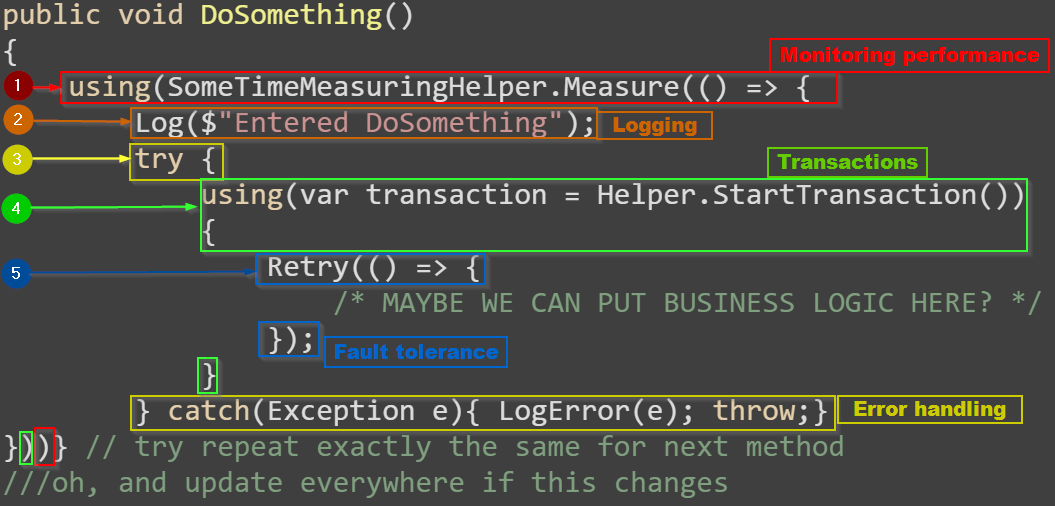 public void DoSomething()
{
Monitoring performance
1 using(SomeTimeMeasuringHelper.Measure(() => {
2 Log($"Entered DoSomething"); Logging
3 try {
Transactions
4 using(var transaction = Helper.StartTransaction())
{
5 Retry(() => {
/* MAYBE WE CAN PUT BUSINESS LOGIC HERE? */
});
Fault tolerance
}
} catch(Exception e){ LogError(e); throw;} Error handling
}))} // try repeat exactly the same for next method
///oh, and update everywhere if this changes